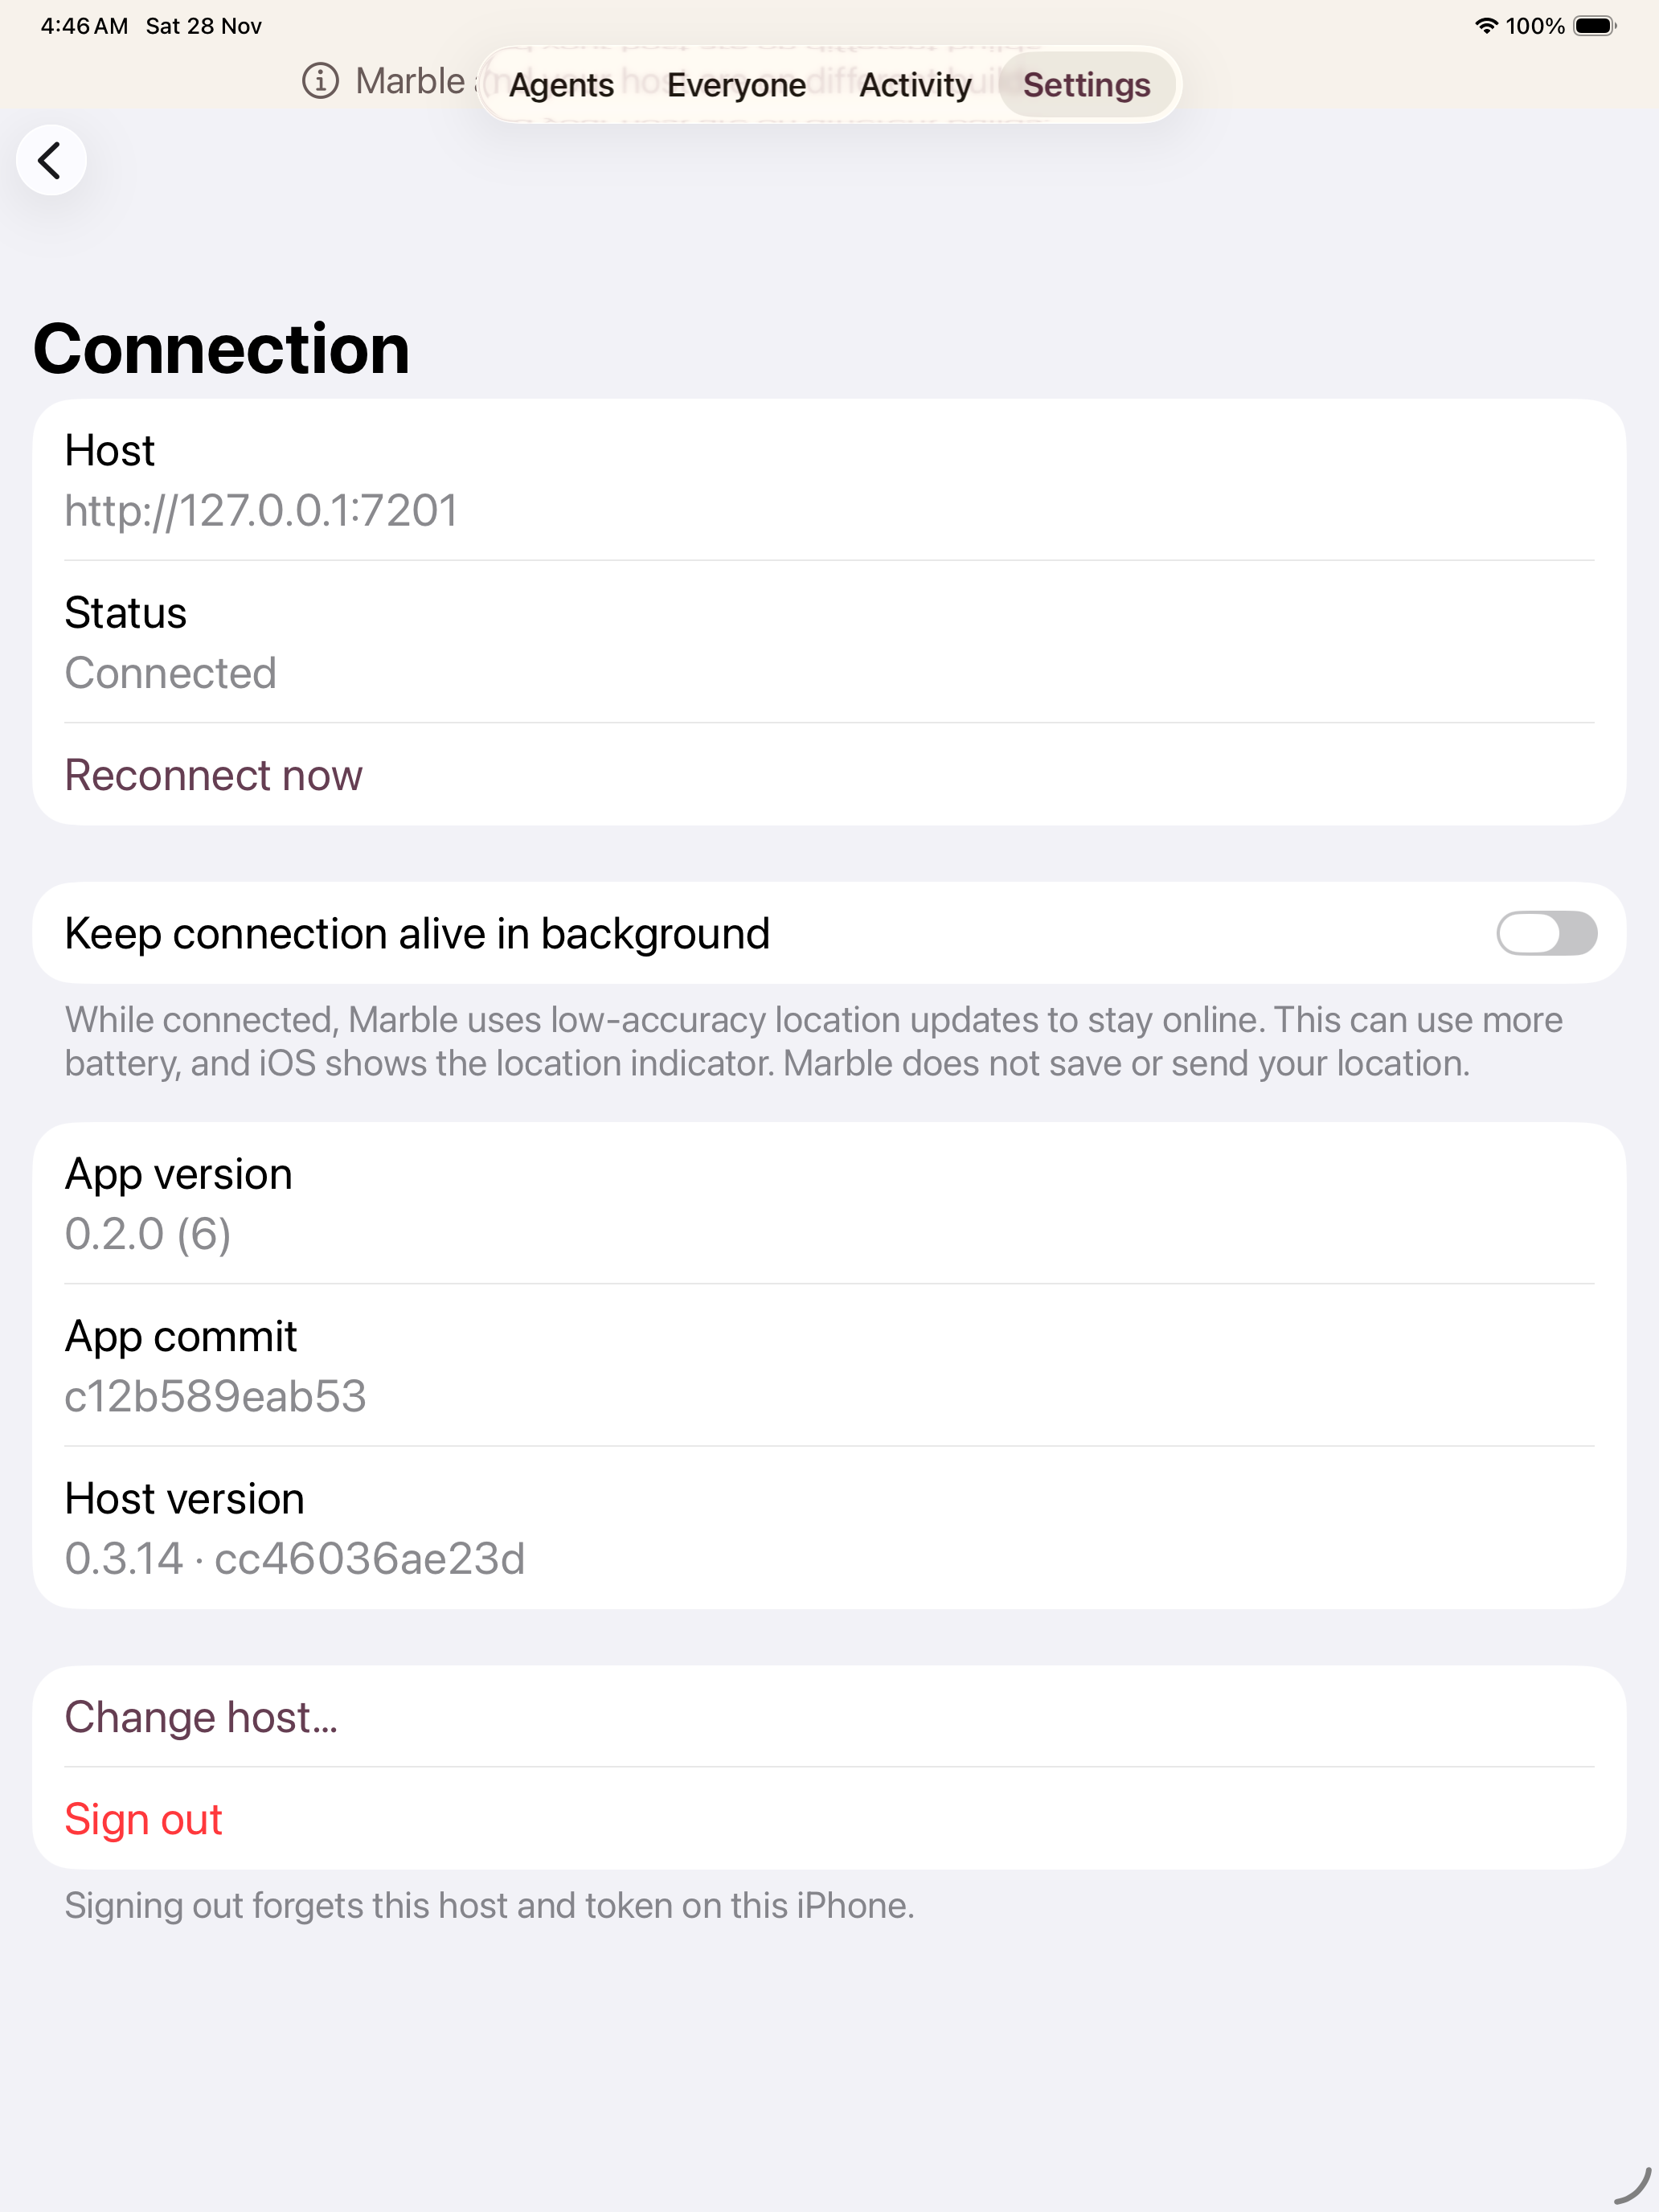 4:46 AM Sat 28 Nov
100%
Marble
Agents Everyone Activity Settings
Connection
Host
http://127.0.0.1:7201
Status
Connected
Reconnect now
Keep connection alive in background
While connected, Marble uses low-accuracy location updates to stay online. This can use more
battery, and iOS shows the location indicator. Marble does not save or send your location.
App version
0.2.0 (6)
App commit
c12b589eab53
Host version
0.3.14 · cc46036ae23d
Change host...
Sign out
Signing out forgets this host and token on this iPhone.